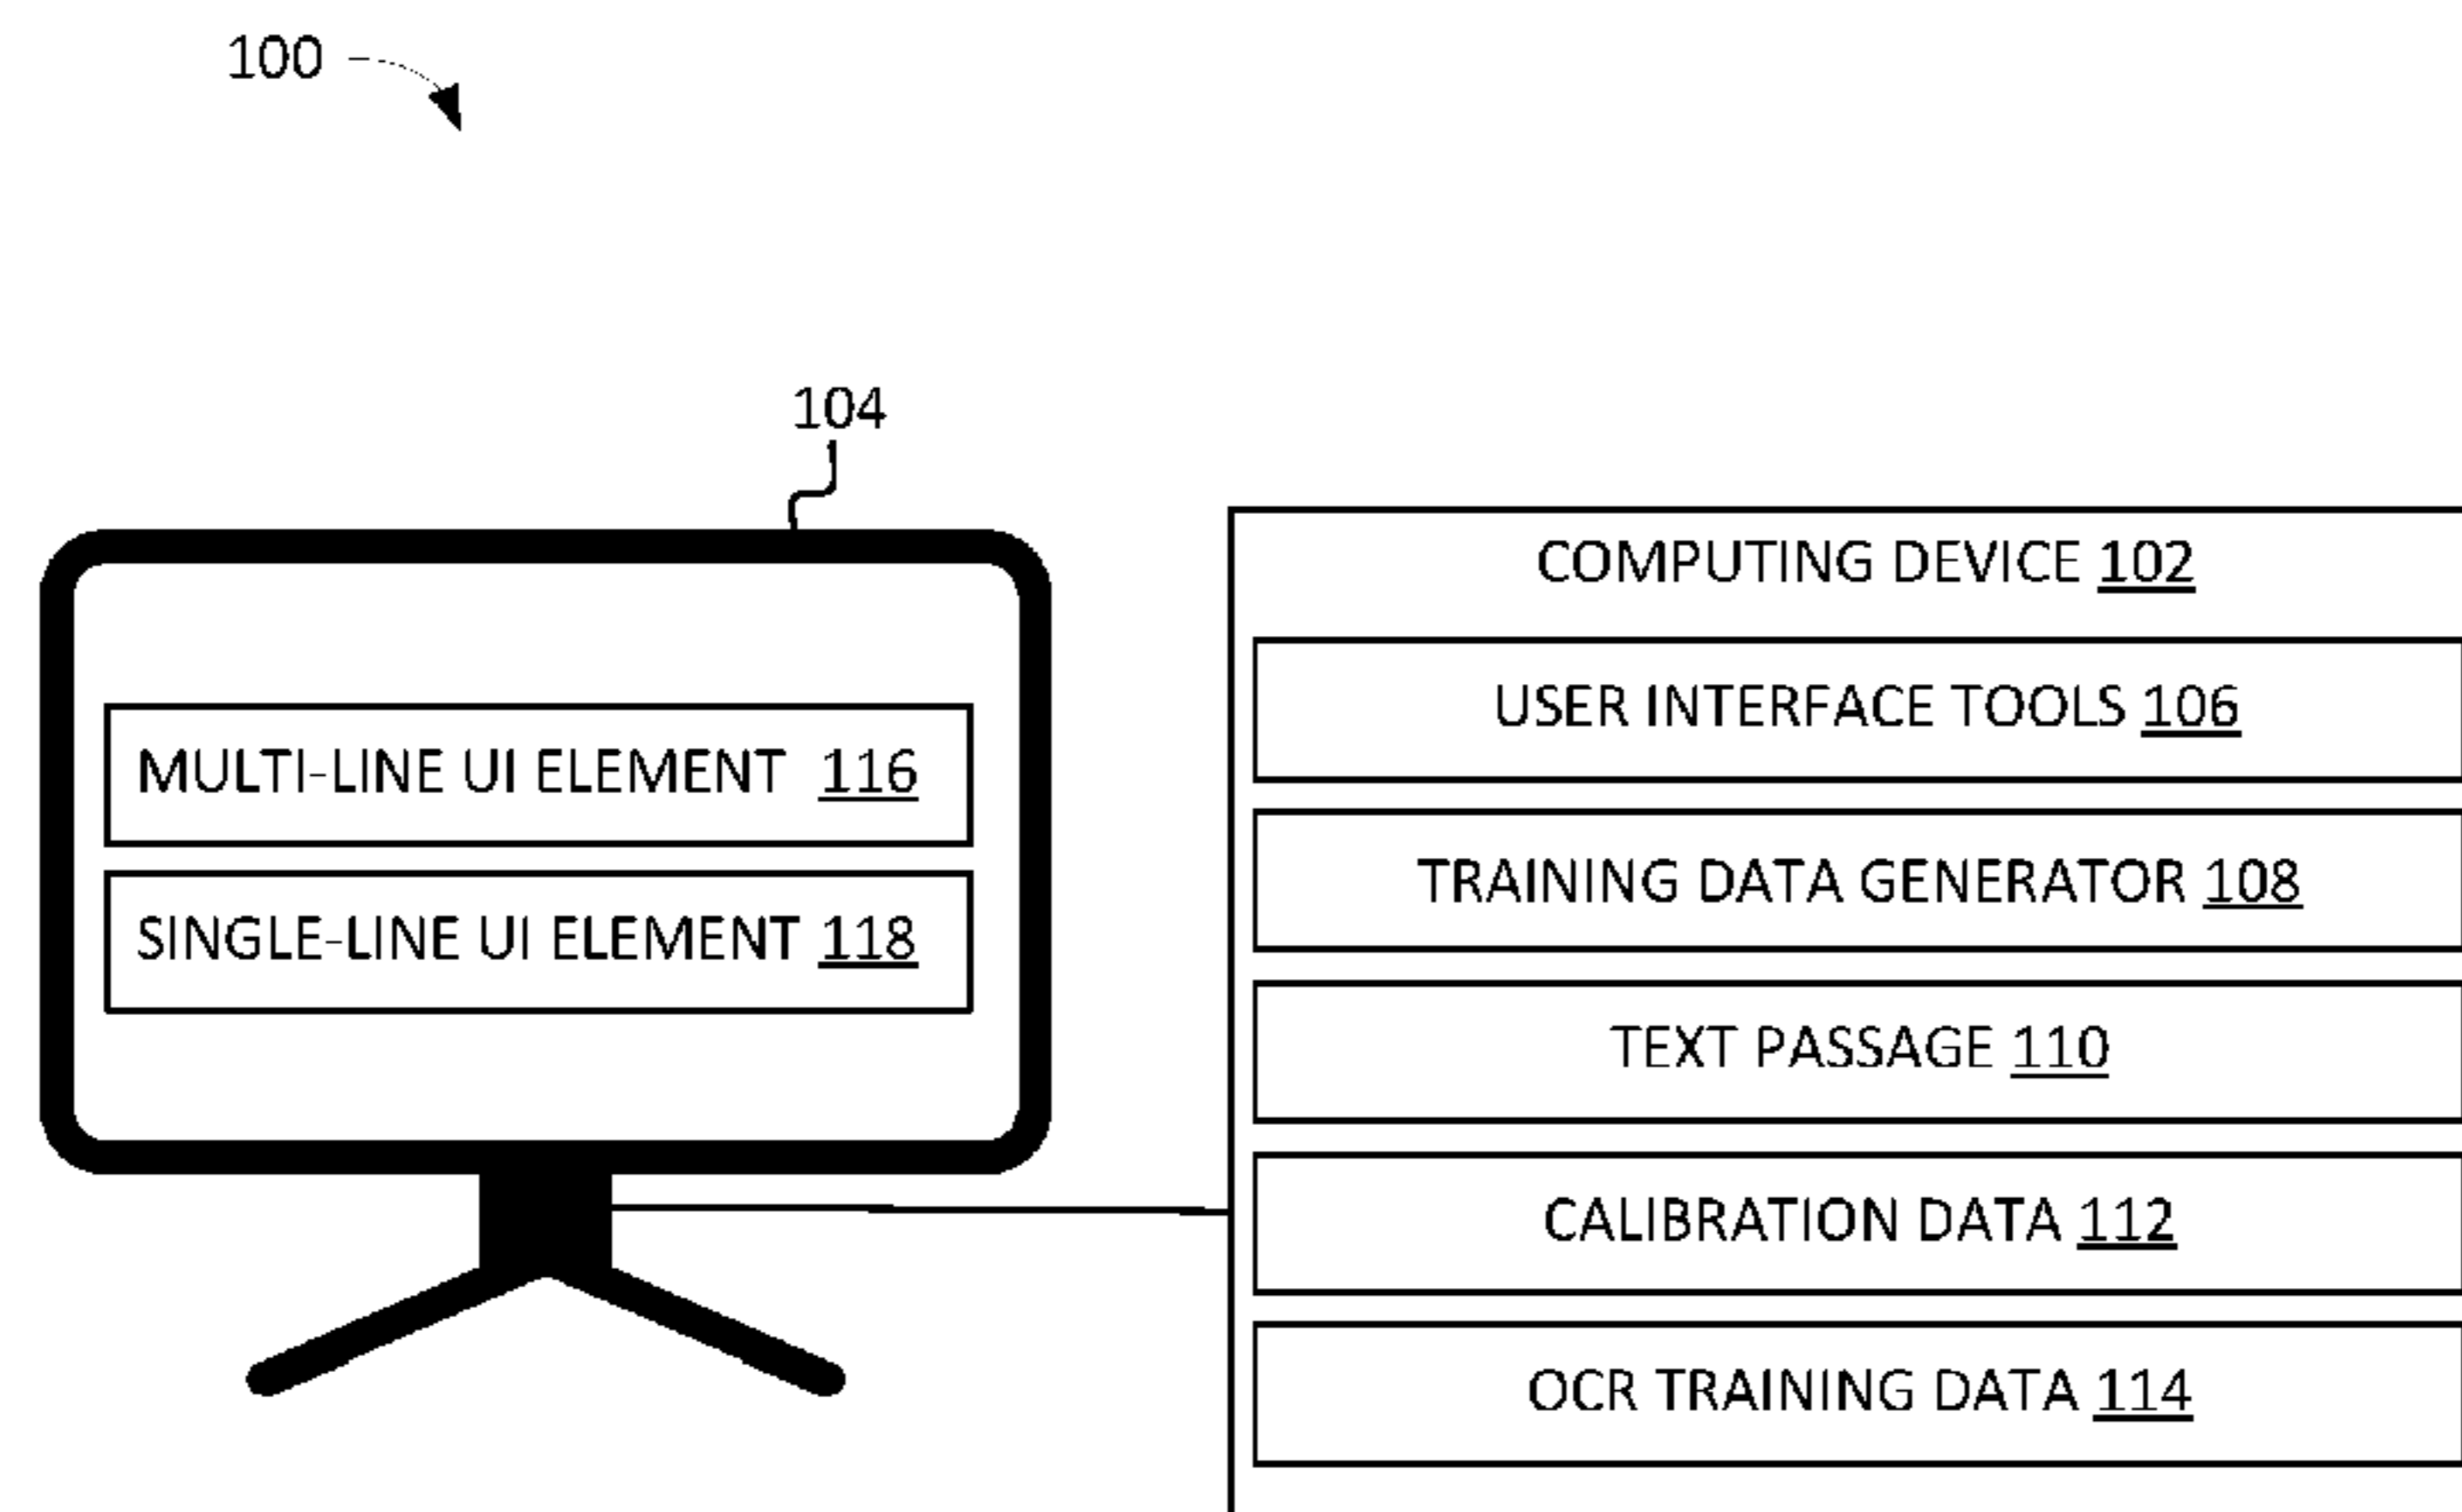 100
104
MULTI-LINE UI ELEMENT 116
SINGLE-LINE UI ELEMENT 118
COMPUTING DEVICE 102
USER INTERFACE TOOLS 106
TRAINING DATA GENERATOR 108
TEXT PASSAGE 110
CALIBRATION DATA 112
OCR TRAINING DATA 114